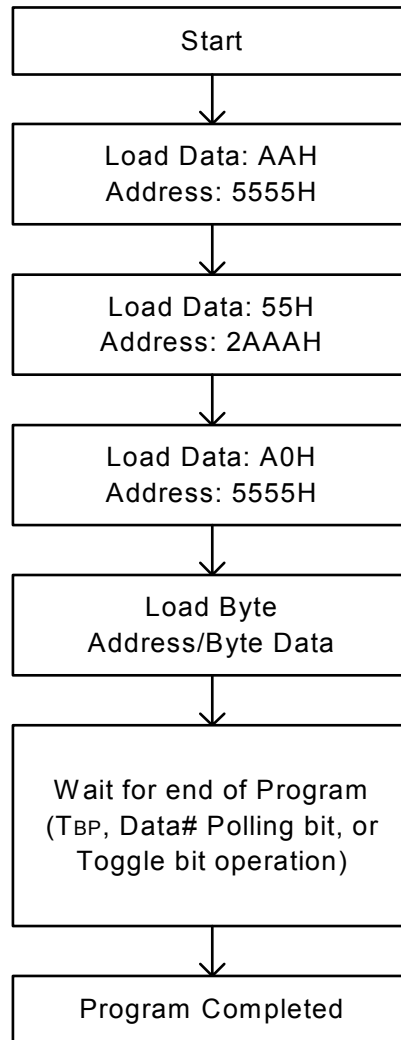 Start
Load Data: AAH
Address: 5555H
Load Data: 55H
Address: 2AAAH
Load Data: A0H
Address: 5555H
Load Byte
Address/Byte Data
Wait for end of Program
(TBP, Data# Polling bit, or
Toggle bit operation)
Program Completed